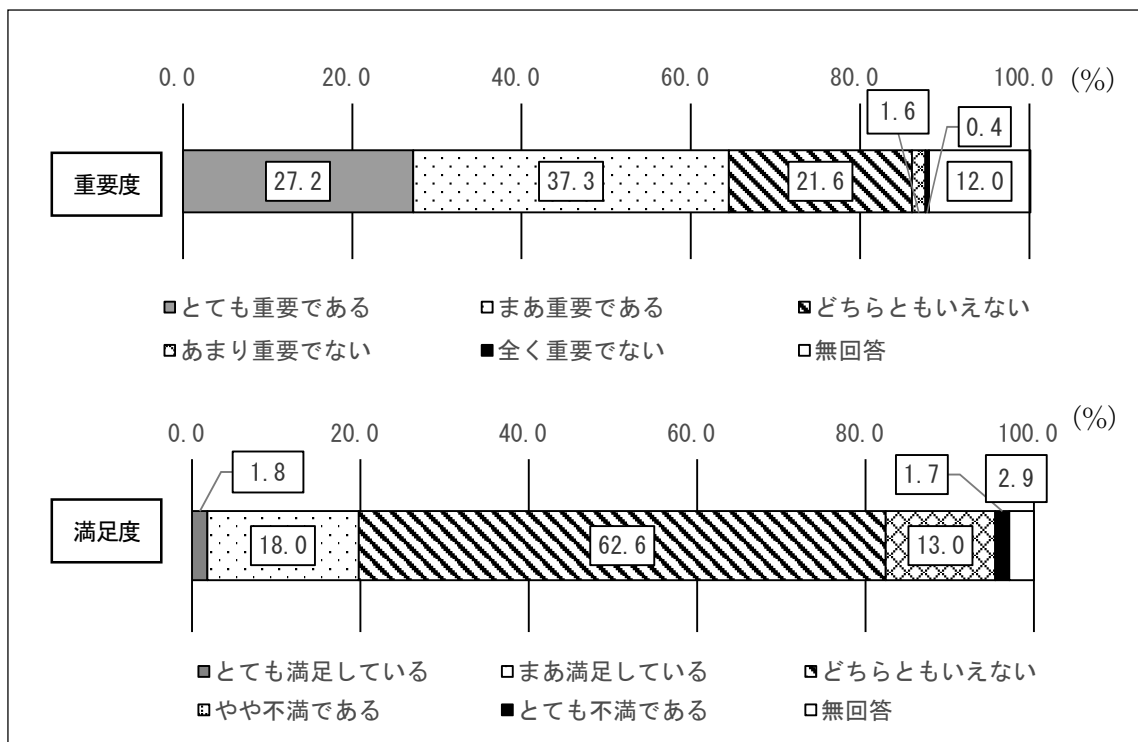 0.0 20.0 40.0 60.0 80.0 100.0 (%)
1.6 0.4
重要度 27.2 37.3 21.6 12.0
とても重要である まあ重要である どちらともいえない
あまり重要でない 全く重要でない 無回答
(%)
0.0 20.0 40.0 60.0 80.0 100.0
1.8 1.7 2.9
満足度 18.0 62.6 13.0
とても満足している まあ満足している どちらともいえない
やや不満である とても不満である 無回答